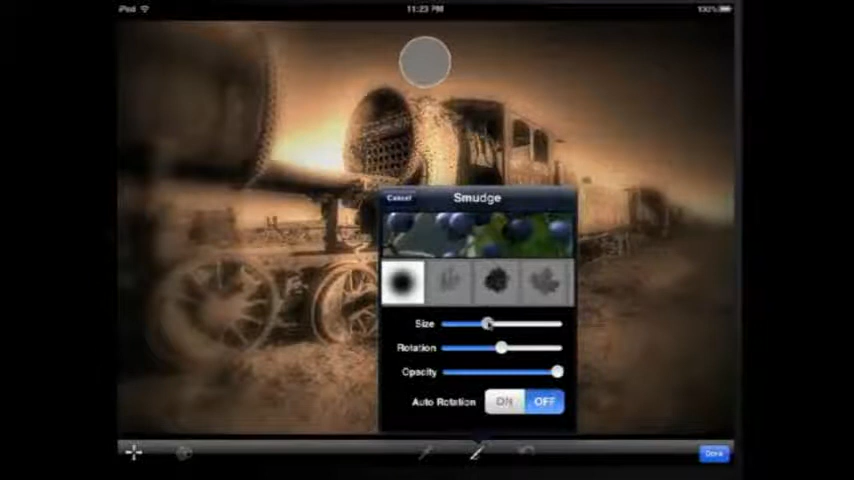 iPod 11:23 PM 100%
Cancel Smudge
Size
Rotation
Opacity
Auto Rotation ON OFF
Done